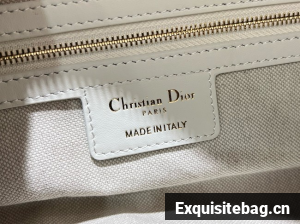 Christian Dior
PARIS
MADE IN ITALY
Exquisitebag.cn